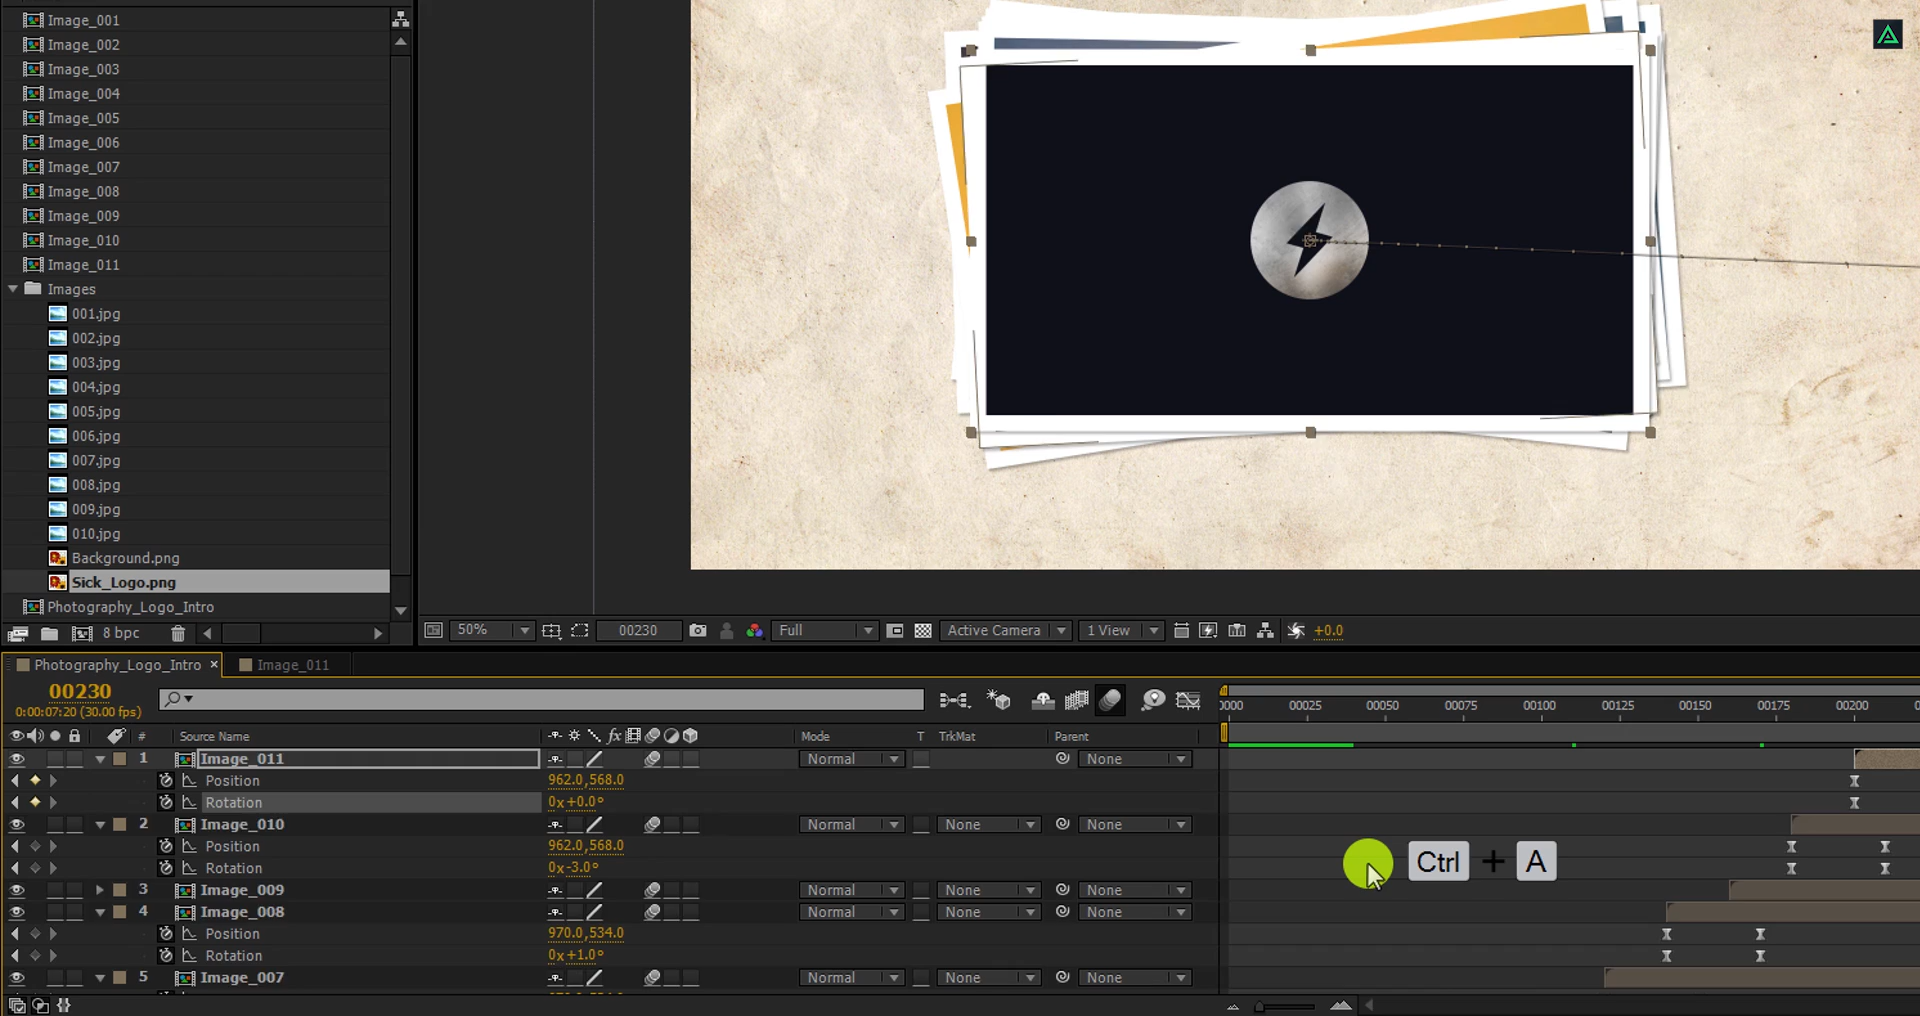 Image_001
Image_002
Image_003
Image_004
Image_005
Image_006
Image_007
Image_008
Image_009
Image_010
Image_011
Images
001.jpg
002.jpg
003.jpg
004.jpg
005.jpg
006.jpg
007.jpg
008.jpg
009.jpg
010.jpg
Background.png
Sick_Logo.png
Photography_Logo_Intro
8 bpc
50% 00230 Full Active Camera 1 View +0.0
Photography_Logo_Intro × Image_011
00230
0:00:07:20 (30.00 fps)
0000 00025 00050 00075 00100 00125 00150 00175 00200
# Source Name fx Mode T TrkMat Parent
1 Image_011 Normal None
Position 962.0,568.0
Rotation 0x+0.0°
2 Image_010 Normal None None
Position 962.0,568.0
Rotation 0x-3.0°
Ctrl + A
3 Image_009 Normal None None
4 Image_008 Normal None None
Position 970.0,534.0
Rotation 0x+1.0°
5 Image_007 Normal None None